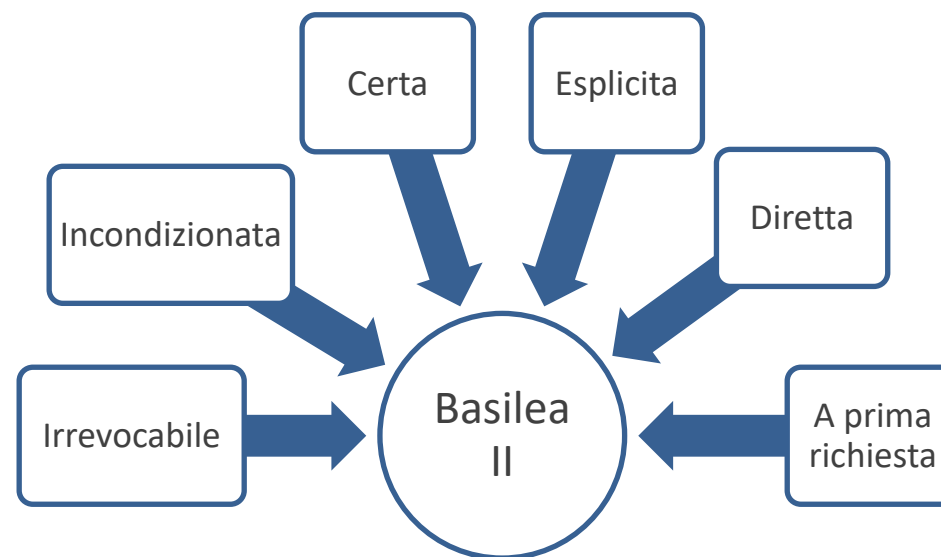 Certa
Esplicita
Incondizionata
Diretta
Irrevocabile
Basilea
II
A prima
richiesta